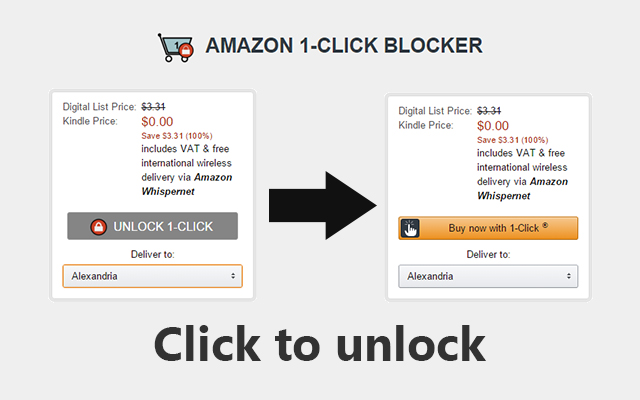 1
AMAZON 1-CLICK BLOCKER
Digital List Price: $3.31
Kindle Price: $0.00
Save $3.31 (100%)
includes VAT & free
international wireless
delivery via Amazon
Whispernet
UNLOCK 1-CLICK
Deliver to:
Alexandria
Digital List Price: $3.31
Kindle Price: $0.00
Save $3.31 (100%)
includes VAT & free
international wireless
delivery via Amazon
Whispernet
Buy now with 1-Click ®
Deliver to:
Alexandria
Click to unlock